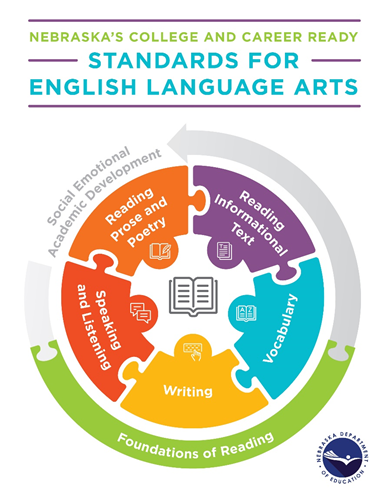 NEBRASKA'S COLLEGE AND CAREER READY
STANDARDS FOR
ENGLISH LANGUAGE ARTS
Social Emotional
Academic Development
Reading
Prose and
Poetry
Reading
Informational
Text
Speaking
and Listening
Vocabulary
Writing
Foundations of Reading
NEBRASKA DEPARTMENT
OF EDUCATION